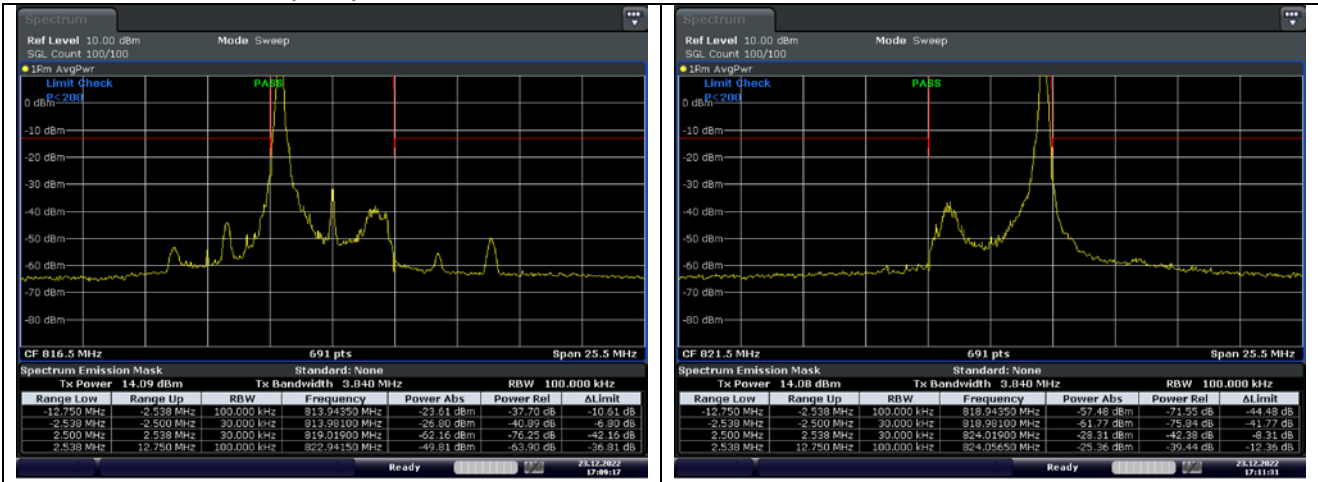 Spectrum
Ref Level 10.00 dBm Mode Sweep
SGL Count 100/100
1Rm AvgPwr
Limit Check PASS
P<200
0 dBm
-10 dBm
-20 dBm
-30 dBm
-40 dBm
-50 dBm
-60 dBm
-70 dBm
-80 dBm
CF 816.5 MHz 691 pts Span 25.5 MHz
Spectrum Emission Mask Standard: None
Tx Power 14.09 dBm Tx Bandwidth 3.840 MHz RBW 100.000 kHz
Range Low Range Up RBW Frequency Power Abs Power Rel ΔLimit
-12.750 MHz -2.538 MHz 100.000 kHz 813.94350 MHz -23.61 dBm -37.70 dB -10.61 dB
-2.538 MHz -2.500 MHz 30.000 kHz 813.98100 MHz -26.80 dBm -40.89 dB -6.80 dB
2.500 MHz 2.538 MHz 30.000 kHz 819.01900 MHz -62.16 dBm -76.25 dB -42.16 dB
2.538 MHz 12.750 MHz 100.000 kHz 822.94150 MHz -49.81 dBm -63.90 dB -36.81 dB
Ready 23.12.2022
17:09:17
Spectrum
Ref Level 10.00 dBm Mode Sweep
SGL Count 100/100
1Rm AvgPwr
Limit Check PASS
P<200
0 dBm
-10 dBm
-20 dBm
-30 dBm
-40 dBm
-50 dBm
-60 dBm
-70 dBm
-80 dBm
CF 821.5 MHz 691 pts Span 25.5 MHz
Spectrum Emission Mask Standard: None
Tx Power 14.08 dBm Tx Bandwidth 3.840 MHz RBW 100.000 kHz
Range Low Range Up RBW Frequency Power Abs Power Rel ΔLimit
-12.750 MHz -2.538 MHz 100.000 kHz 818.94350 MHz -57.48 dBm -71.55 dB -44.48 dB
-2.538 MHz -2.500 MHz 30.000 kHz 818.98100 MHz -61.77 dBm -75.84 dB -41.77 dB
2.500 MHz 2.538 MHz 30.000 kHz 824.01900 MHz -28.31 dBm -42.38 dB -8.31 dB
2.538 MHz 12.750 MHz 100.000 kHz 824.05650 MHz -25.36 dBm -39.44 dB -12.36 dB
Ready 23.12.2022
17:11:31